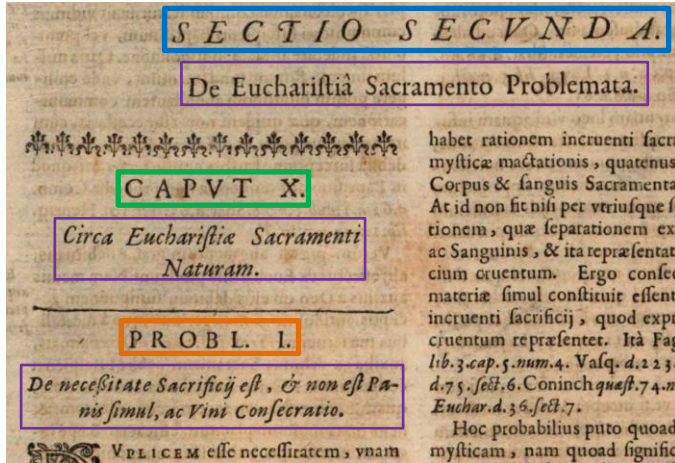 SECTIO SECVNDA.
De Euchariſtiâ Sacramento Problemata.
CAPVT X.
Circa Euchariſtiæ Sacramenti
Naturam.
PROBL. I.
De neceßitate Sacrificij eſt, & non eſt Pa-
nis ſimul, ac Vini Conſecratio.
DVPLICEM eſſe neceſſitatem, vnam
habet rationem incruenti ſacri
myſticæ mactationis, quatenus
Corpus & ſanguis Sacramenta
At id non fit niſi per vtriuſque ſ
tionem, quæ ſeparationem ex
ac Sanguinis, & ita repræſentat
cium cruentum. Ergo conſec
materiæ ſimul conſtituit eſſent
incruenti ſacrificij, quod expr
cruentum repræſentet. Ità Fag
lib.3.cap.5.num.4. Vaſq. d.223.
d.75.ſect.6. Coninch quæſt.74.n
Euchar.d.36.ſect.7.
Hoc probabilius puto quoad
myſticam, nam quoad ſignific